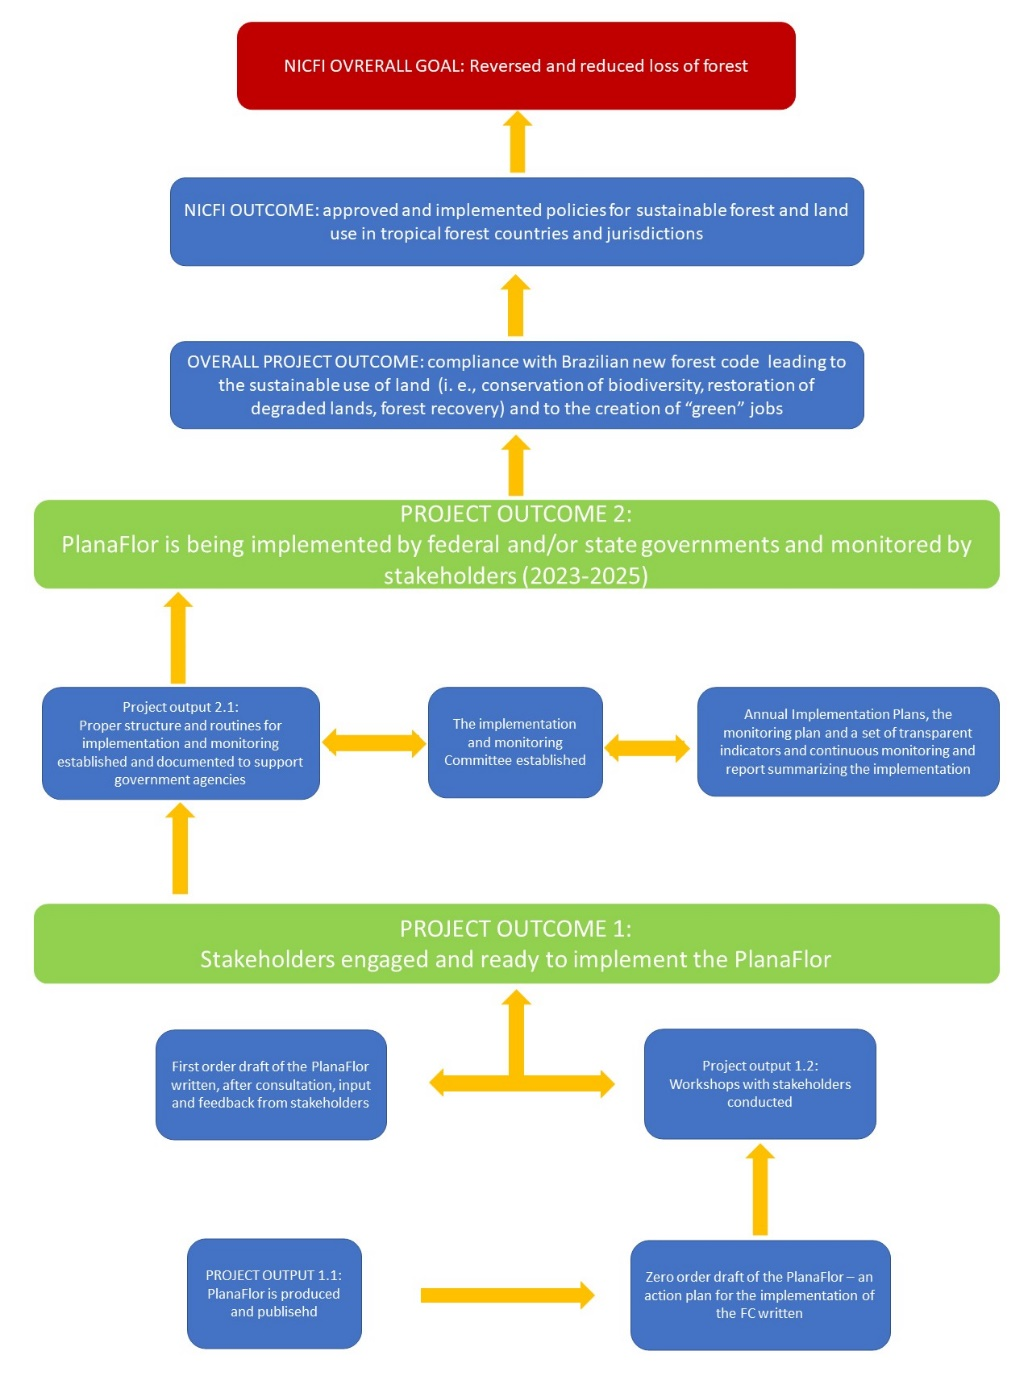 NICFI OVRERALL GOAL: Reversed and reduced loss of forest
NICFI OUTCOME: approved and implemented policies for sustainable forest and land
use in tropical forest countries and jurisdictions
OVERALL PROJECT OUTCOME: compliance with Brazilian new forest code leading to
the sustainable use of land (i. e., conservation of biodiversity, restoration of
degraded lands, forest recovery) and to the creation of “green” jobs
PROJECT OUTCOME 2:
PlanaFlor is being implemented by federal and/or state governments and monitored by
stakeholders (2023-2025)
Project output 2.1:
Proper structure and routines for
implementation and monitoring
established and documented to support
government agencies
The implementation
and monitoring
Committee established
Annual Implementation Plans, the
monitoring plan and a set of transparent
indicators and continuous monitoring and
report summarizing the implementation
PROJECT OUTCOME 1:
Stakeholders engaged and ready to implement the PlanaFlor
First order draft of the PlanaFlor
written, after consultation, input
and feedback from stakeholders
Project output 1.2:
Workshops with stakeholders
conducted
PROJECT OUTPUT 1.1:
PlanaFlor is produced
and publisehd
Zero order draft of the PlanaFlor – an
action plan for the implementation of
the FC written